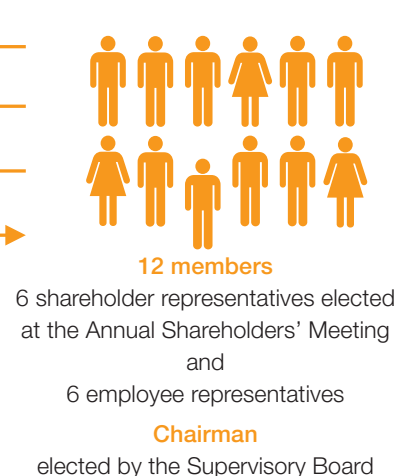 12 members
6 shareholder representatives elected
at the Annual Shareholders’ Meeting
and
6 employee representatives
Chairman
elected by the Supervisory Board